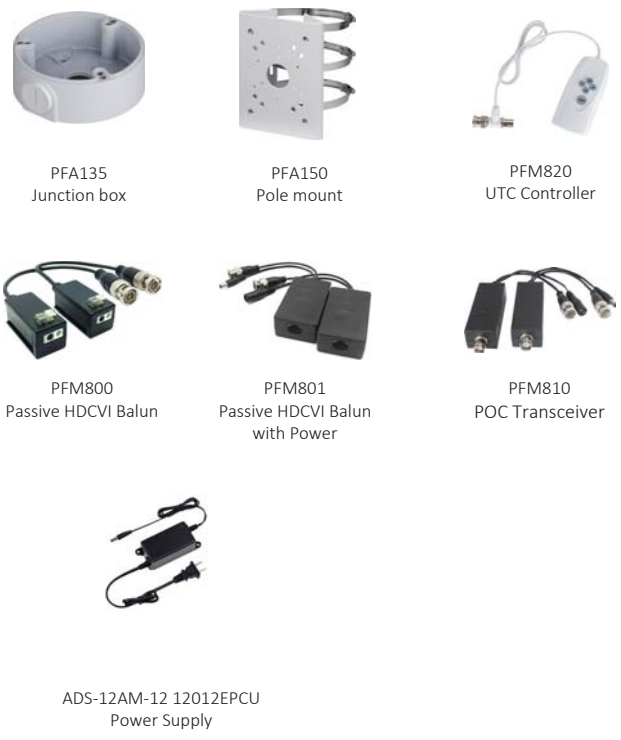 PFA135
Junction box
PFA150
Pole mount
PFM820
UTC Controller
PFM800
Passive HDCVI Balun
PFM801
Passive HDCVI Balun
with Power
PFM810
POC Transceiver
ADS-12AM-12 12012EPCU
Power Supply